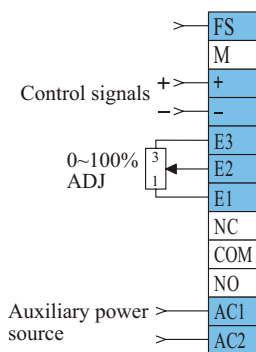 FS
M
Control signals + +
− −
E3
0~100% 3 E2
ADJ 1 E1
NC
COM
NO
Auxiliary power AC1
source AC2